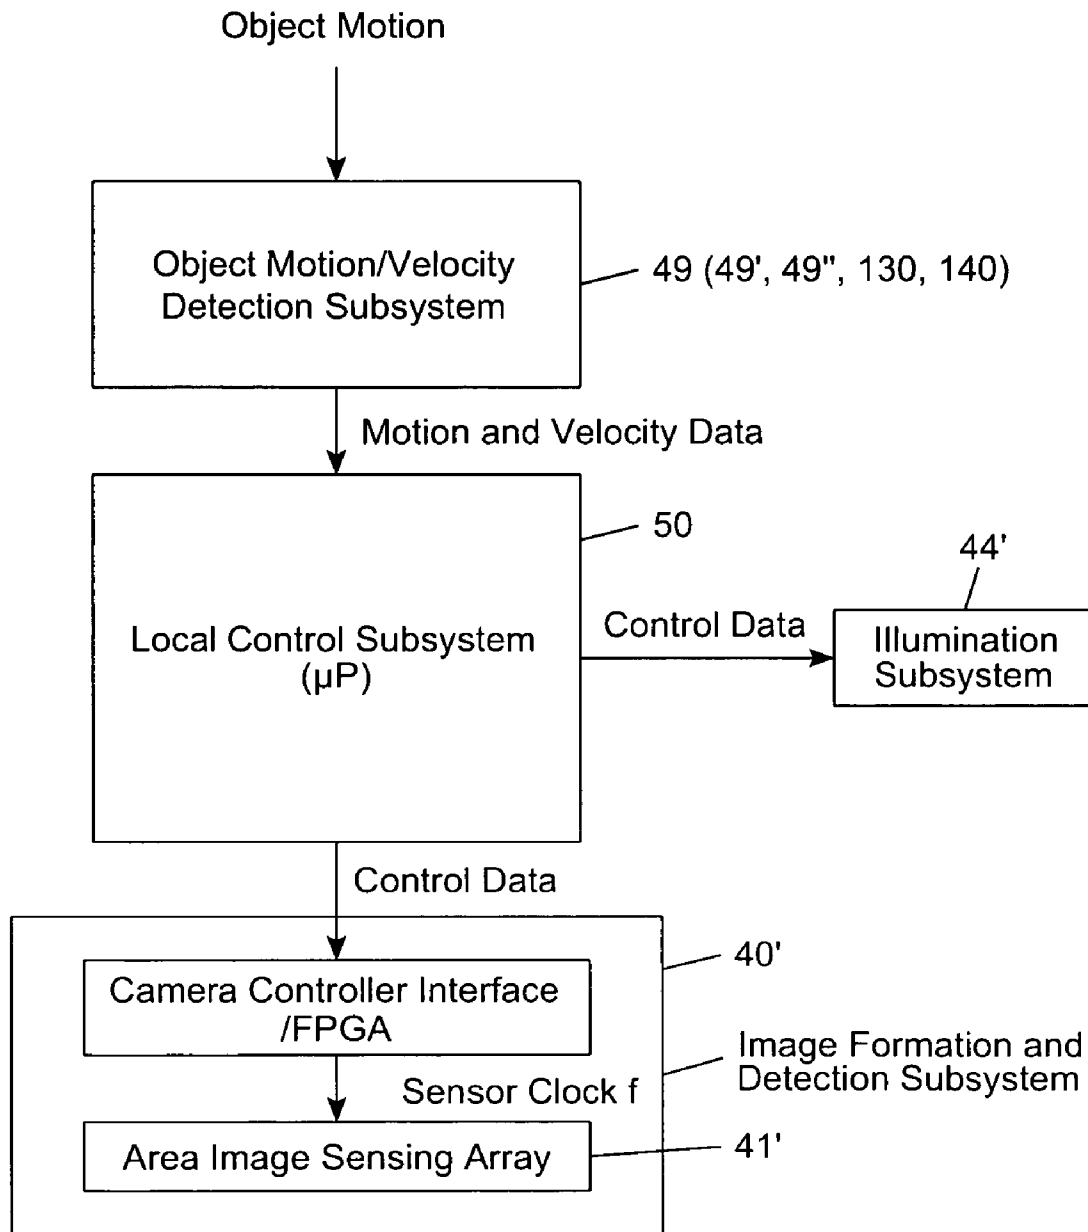 Object Motion
Object Motion/Velocity
Detection Subsystem
49 (49', 49", 130, 140)
Motion and Velocity Data
50
44'
Local Control Subsystem
(µP)
Control Data
Illumination
Subsystem
Control Data
40'
Camera Controller Interface
/FPGA
Image Formation and
Detection Subsystem
Sensor Clock f
Area Image Sensing Array
41'